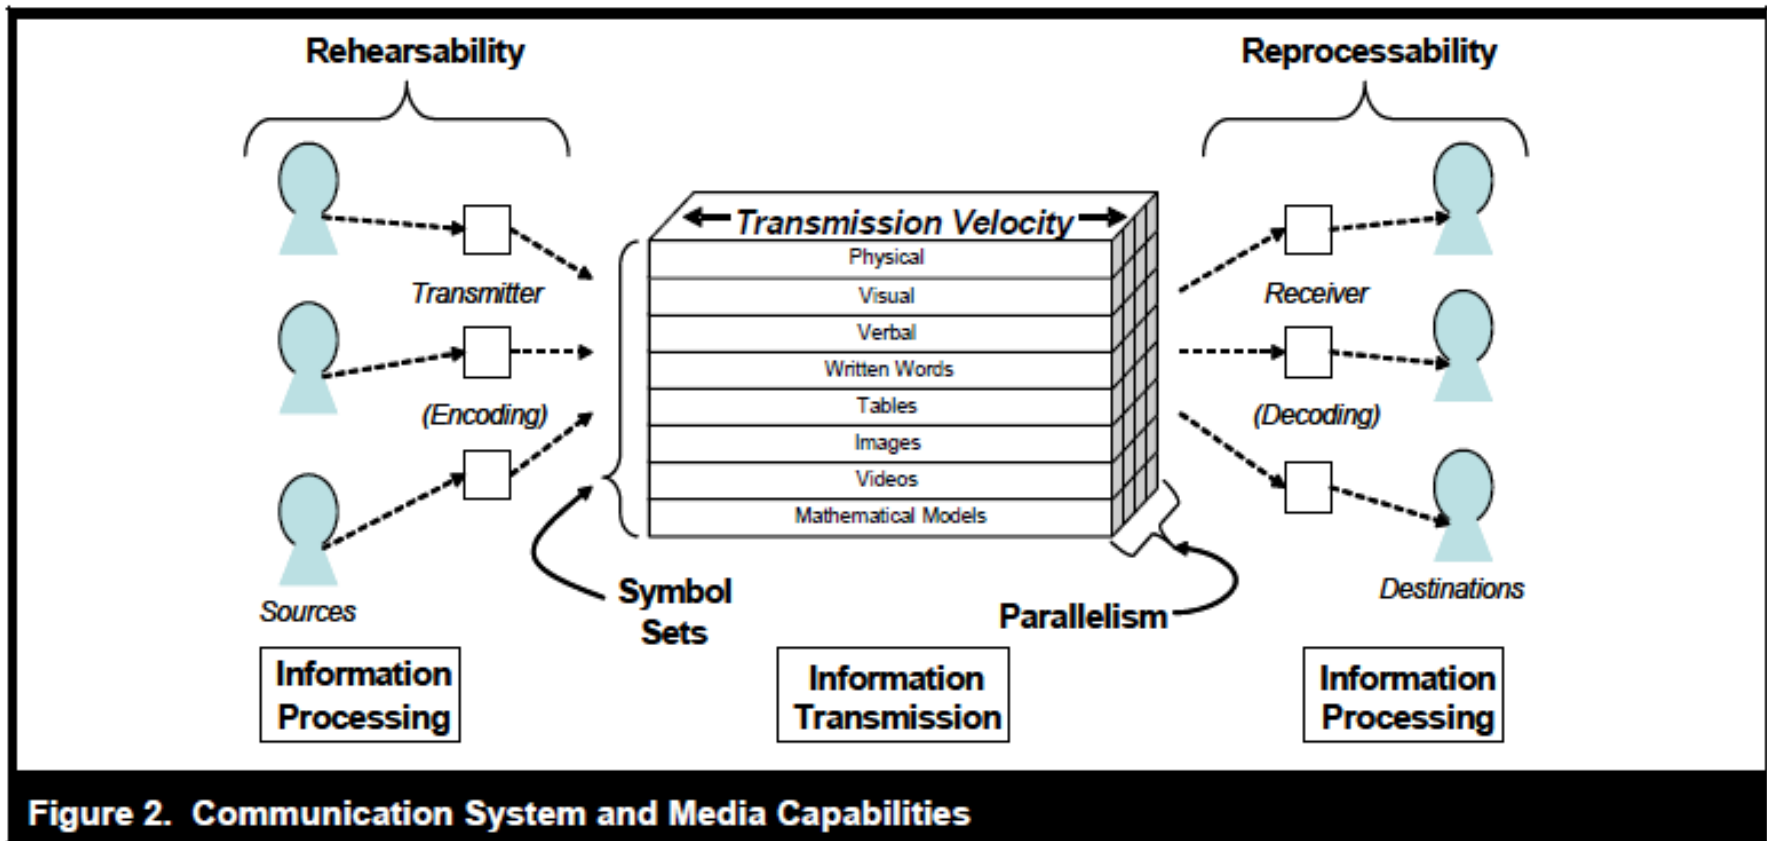 Rehearsability
Reprocessability
Transmission Velocity
Physical
Visual
Verbal
Written Words
Tables
Images
Videos
Mathematical Models
Transmitter
(Encoding)
Sources
Receiver
(Decoding)
Destinations
Symbol
Sets
Parallelism
Information
Processing
Information
Transmission
Information
Processing
Figure 2. Communication System and Media Capabilities